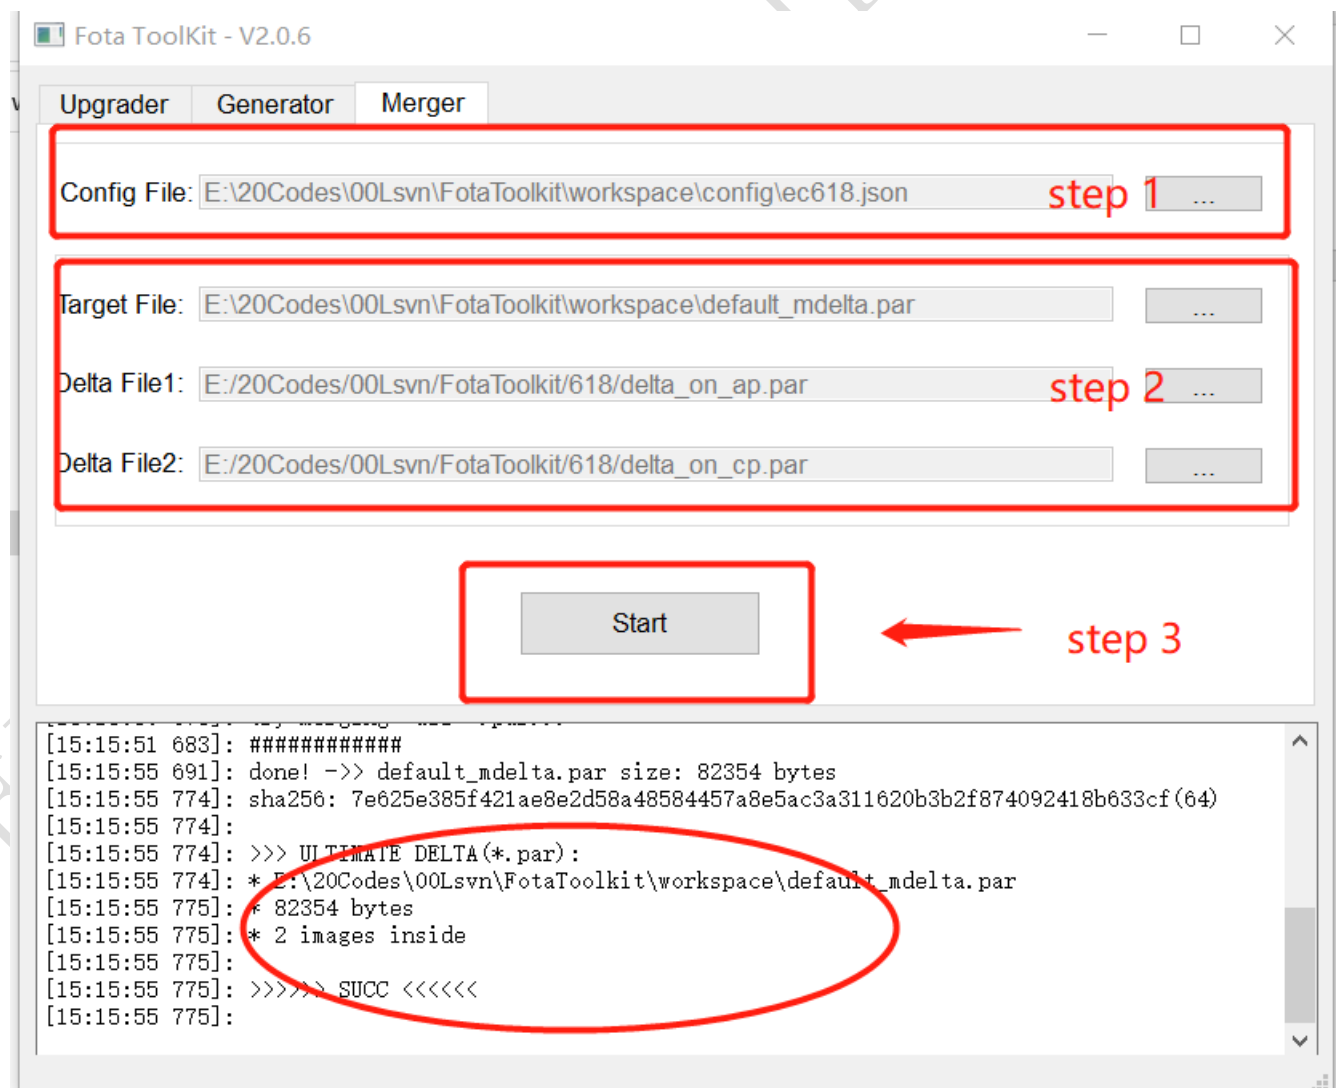 Fota ToolKit - V2.0.6
Upgrader Generator Merger
Config File: E:\20Codes\00Lsvn\FotaToolkit\workspace\config\ec618.json step 1 ...
Target File: E:\20Codes\00Lsvn\FotaToolkit\workspace\default_mdelta.par ...
Delta File1: E:/20Codes/00Lsvn/FotaToolkit/618/delta_on_ap.par step 2 ...
Delta File2: E:/20Codes/00Lsvn/FotaToolkit/618/delta_on_cp.par ...
Start
step 3
[15:15:51 683]: ############
[15:15:55 691]: done! ->> default_mdelta.par size: 82354 bytes
[15:15:55 774]: sha256: 7e625e385f421ae8e2d58a48584457a8e5ac3a311620b3b2f874092418b633cf(64)
[15:15:55 774]:
[15:15:55 774]: >>> ULTIMATE DELTA(*.par):
[15:15:55 774]: * E:\20Codes\00Lsvn\FotaToolkit\workspace\default_mdelta.par
[15:15:55 775]: * 82354 bytes
[15:15:55 775]: * 2 images inside
[15:15:55 775]:
[15:15:55 775]: >>>>>> SUCC <<<<<<
[15:15:55 775]: